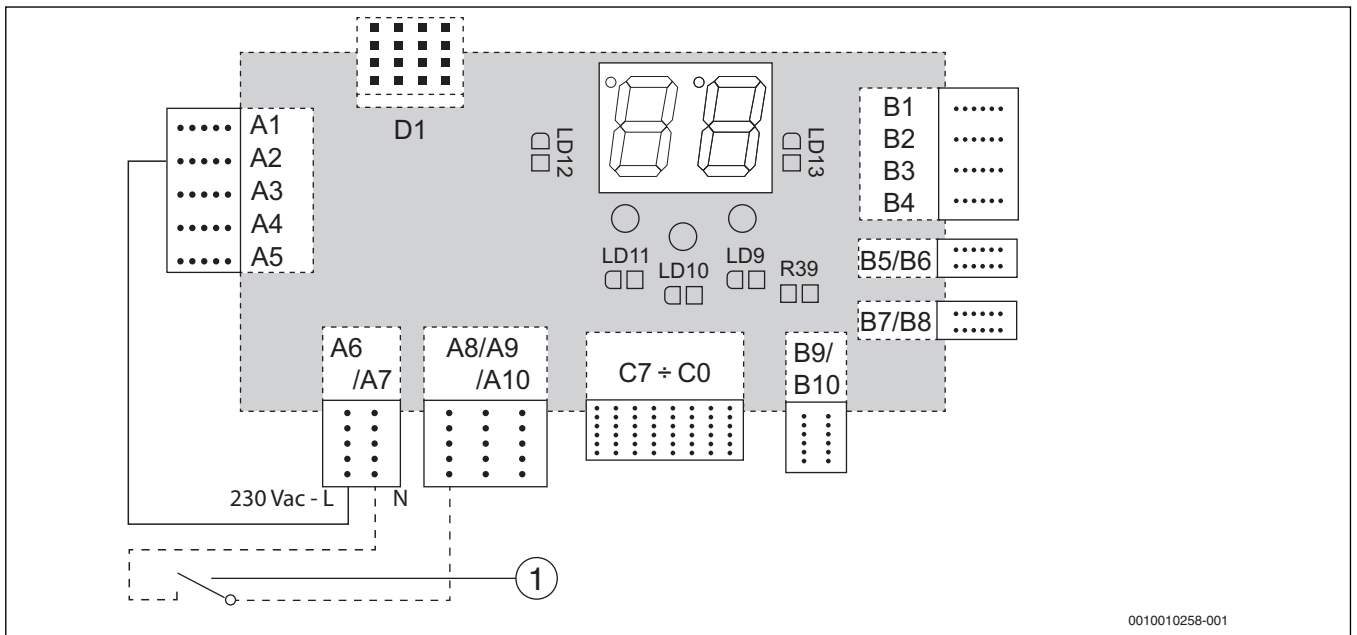 D1
A1
A2
A3
A4
A5
LD12
LD13
B1
B2
B3
B4
LD11
LD10
LD9
R39
B5/B6
B7/B8
A6
/A7
A8/A9
/A10
C7 ÷ C0
B9/
B10
230 Vac - L
N
1
0010010258-001